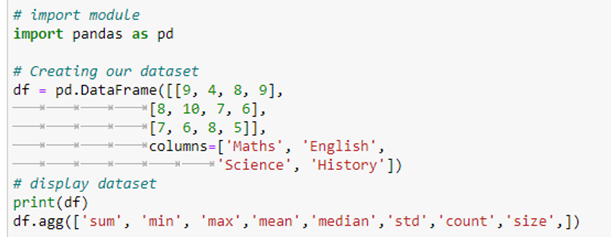 # import module
import pandas as pd
# Creating our dataset
df = pd.DataFrame([[9, 4, 8, 9],
[8, 10, 7, 6],
[7, 6, 8, 5]],
columns=['Maths', 'English',
'Science', 'History'])
# display dataset
print(df)
df.agg(['sum', 'min', 'max','mean','median','std','count','size',])